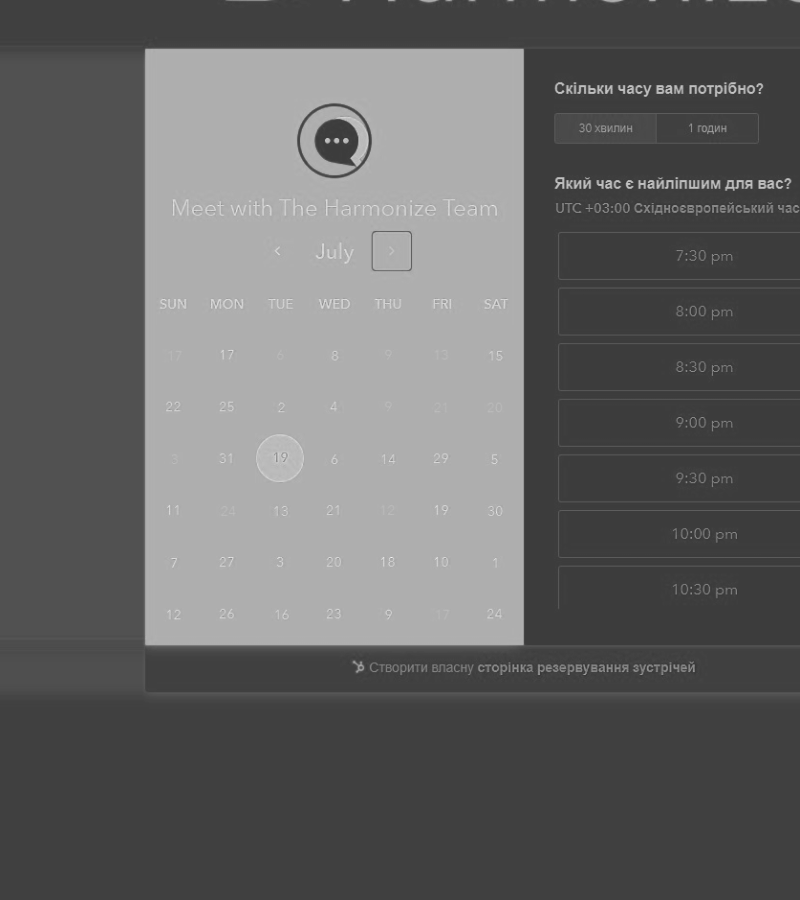 Meet with The Harmonize Team
July
SUN MON TUE WED THU FRI SAT
17 17 6 8 9 13 15
22 25 2 4 9 21 20
3 31 19 6 14 29 5
11 24 13 21 12 19 30
7 27 3 20 18 10 1
12 26 16 23 9 17 24
Скільки часу вам потрібно?
30 хвилин 1 годин
Який час є найліпшим для вас?
UTC +03:00 Східноєвропейський час
7:30 pm
8:00 pm
8:30 pm
9:00 pm
9:30 pm
10:00 pm
10:30 pm
Створити власну сторінка резервування зустрічей